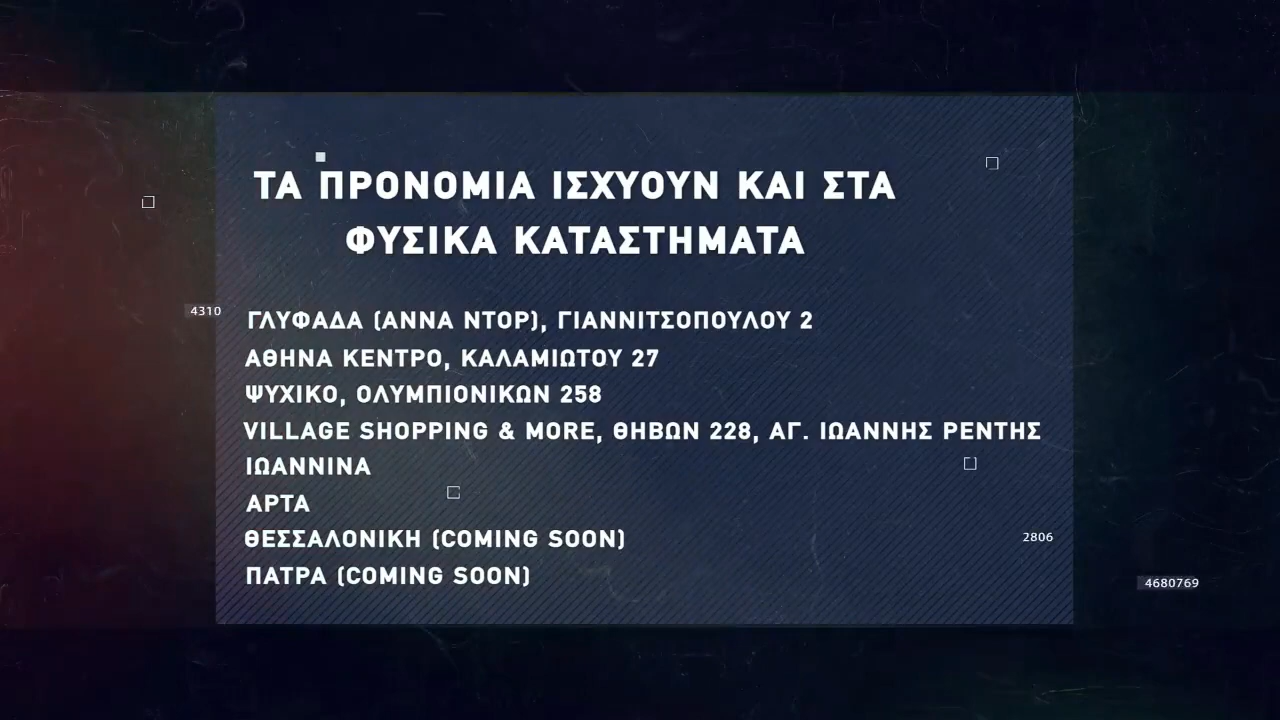 ΤΑ ΠΡΟΝΟΜΙΑ ΙΣΧΥΟΥΝ ΚΑΙ ΣΤΑ
ΦΥΣΙΚΑ ΚΑΤΑΣΤΗΜΑΤΑ
4310
ΓΛΥΦΑΔΑ (ΑΝΝΑ ΝΤΟΡ), ΓΙΑΝΝΙΤΣΟΠΟΥΛΟΥ 2
ΑΘΗΝΑ ΚΕΝΤΡΟ, ΚΑΛΑΜΙΩΤΟΥ 27
ΨΥΧΙΚΟ, ΟΛΥΜΠΙΟΝΙΚΩΝ 258
VILLAGE SHOPPING & MORE, ΘΗΒΩΝ 228, ΑΓ. ΙΩΑΝΝΗΣ ΡΕΝΤΗΣ
ΙΩΑΝΝΙΝΑ
ΑΡΤΑ
ΘΕΣΣΑΛΟΝΙΚΗ (COMING SOON)
2806
ΠΑΤΡΑ (COMING SOON)
4680769